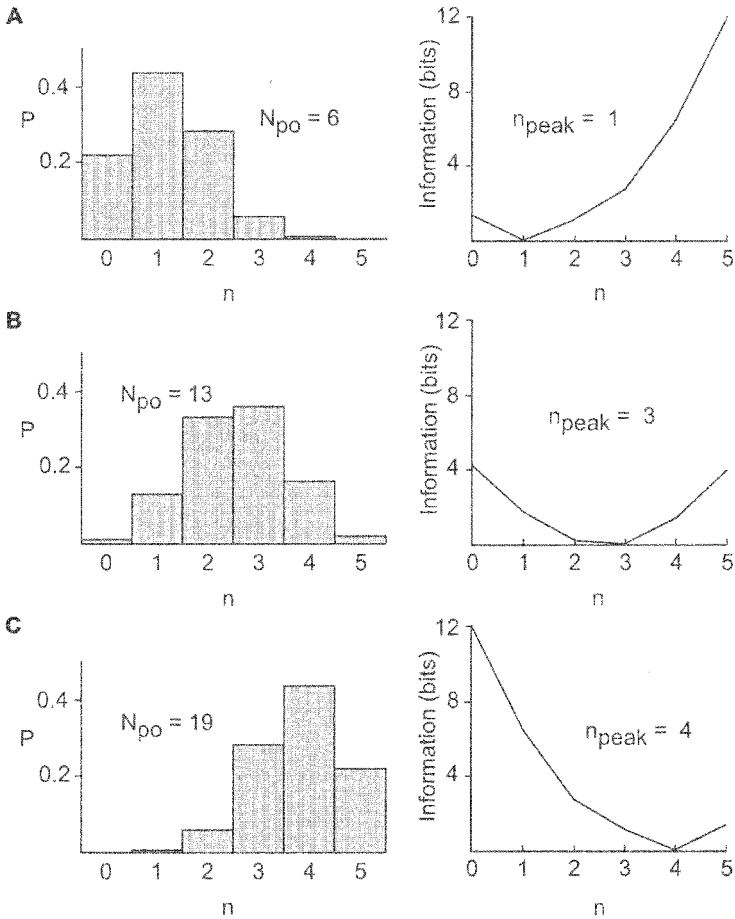 A
0.4
0.2
P
N_po = 6
0 1 2 3 4 5
n
Information (bits)
12
8
4
n_peak = 1
0 1 2 3 4 5
n
B
0.4
0.2
P
N_po = 13
0 1 2 3 4 5
n
Information (bits)
12
8
4
n_peak = 3
0 1 2 3 4 5
n
C
0.4
0.2
P
N_po = 19
0 1 2 3 4 5
n
Information (bits)
12
8
4
n_peak = 4
0 1 2 3 4 5
n